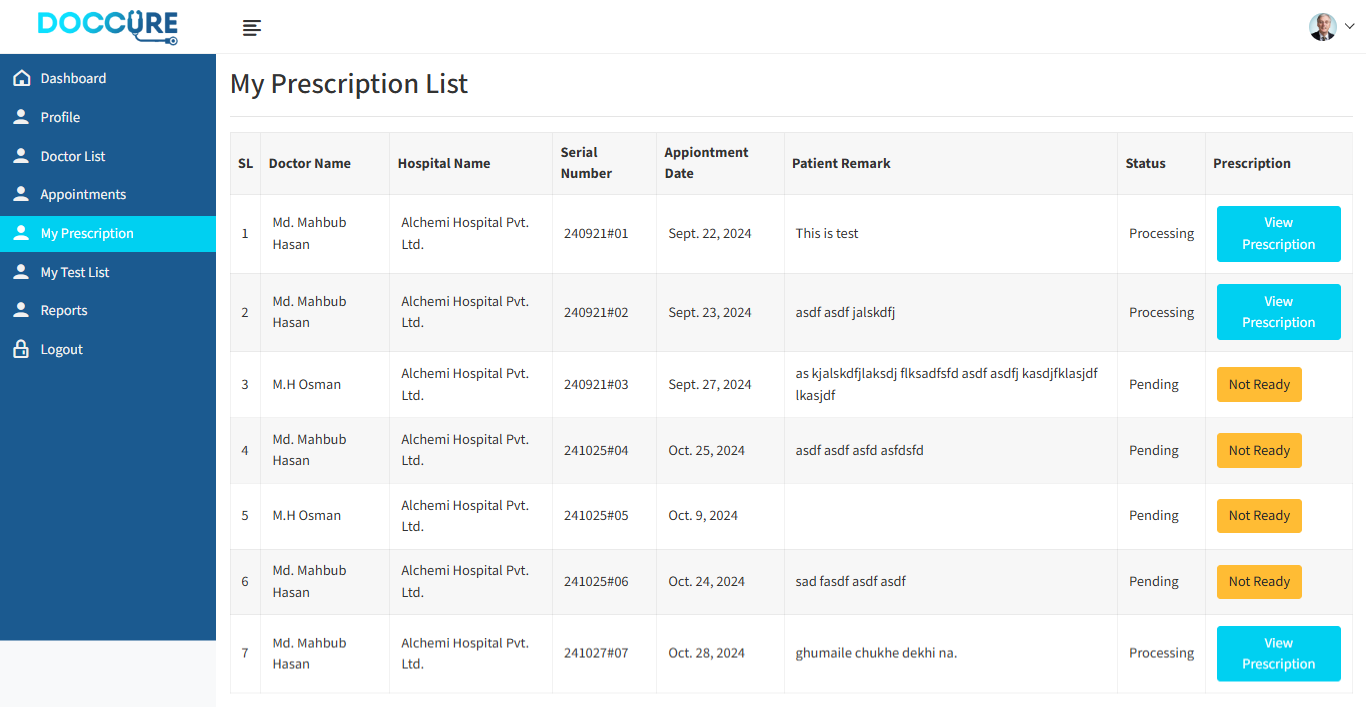 DOCCURE
Dashboard
Profile
Doctor List
Appointments
My Prescription
My Test List
Reports
Logout
My Prescription List
SL Doctor Name Hospital Name Serial Number Appiontment Date Patient Remark Status Prescription
1 Md. Mahbub Hasan Alchemi Hospital Pvt. Ltd. 240921#01 Sept. 22, 2024 This is test Processing View Prescription
2 Md. Mahbub Hasan Alchemi Hospital Pvt. Ltd. 240921#02 Sept. 23, 2024 asdf asdf jalskdfj Processing View Prescription
3 M.H Osman Alchemi Hospital Pvt. Ltd. 240921#03 Sept. 27, 2024 as kjalskdfjlaksdj flksadfsfd asdf asdfj kasdjfklasjdf lkasjdf Pending Not Ready
4 Md. Mahbub Hasan Alchemi Hospital Pvt. Ltd. 241025#04 Oct. 25, 2024 asdf asdf asfd asfdsfd Pending Not Ready
5 M.H Osman Alchemi Hospital Pvt. Ltd. 241025#05 Oct. 9, 2024 Pending Not Ready
6 Md. Mahbub Hasan Alchemi Hospital Pvt. Ltd. 241025#06 Oct. 24, 2024 sad fasdf asdf asdf Pending Not Ready
7 Md. Mahbub Hasan Alchemi Hospital Pvt. Ltd. 241027#07 Oct. 28, 2024 ghumaile chukhe dekhi na. Processing View Prescription